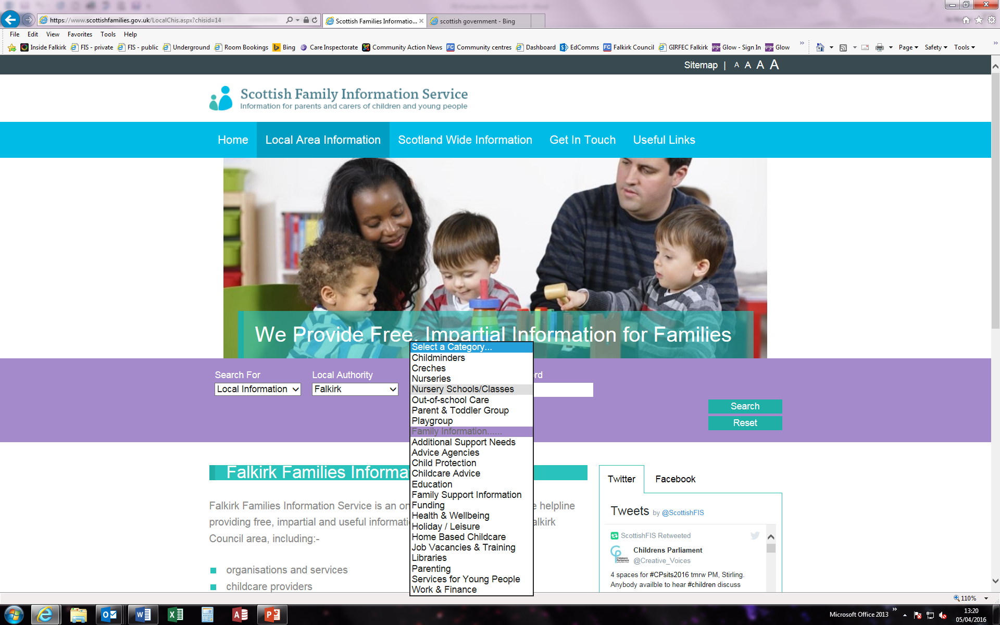 https://www.scottishfamilies.gov.uk/LocalChis.aspx?chisid=14
Scottish Families Informatio...
scottish government - Bing
File Edit View Favorites Tools Help
Inside Falkirk FIS - private FIS - public Underground Room Bookings Bing Care Inspectorate Community Action News Community centres Dashboard EdComms Falkirk Council GIRFEC Falkirk Glow - Sign In Glow Page Safety Tools
Sitemap | A A A A
Scottish Family Information Service
Information for parents and carers of children and young people
Home Local Area Information Scotland Wide Information Get In Touch Useful Links
We Provide Free, Impartial Information for Families
Search For Local Authority rd
Local Information Falkirk
Select a Category...
Childminders
Creches
Nurseries
Nursery Schools/Classes
Out-of-school Care
Parent & Toddler Group
Playgroup
Family Information......
Additional Support Needs
Advice Agencies
Child Protection
Childcare Advice
Education
Family Support Information
Funding
Health & Wellbeing
Holiday / Leisure
Home Based Childcare
Job Vacancies & Training
Libraries
Parenting
Services for Young People
Work & Finance
Search
Reset
Falkirk Families Informa
Falkirk Families Information Service is an on e helpline
providing free, impartial and useful informati alkirk
Council area, including:-
organisations and services
childcare providers
Twitter Facebook
Tweets by @ScottishFIS
ScottishFIS Retweeted
Childrens Parliament
@Creative_Voices
4 spaces for #CPsits2016 tmrw PM, Stirling.
Anybody availble to hear #children discuss
110%
Microsoft Office 2013
13:20
05/04/2016